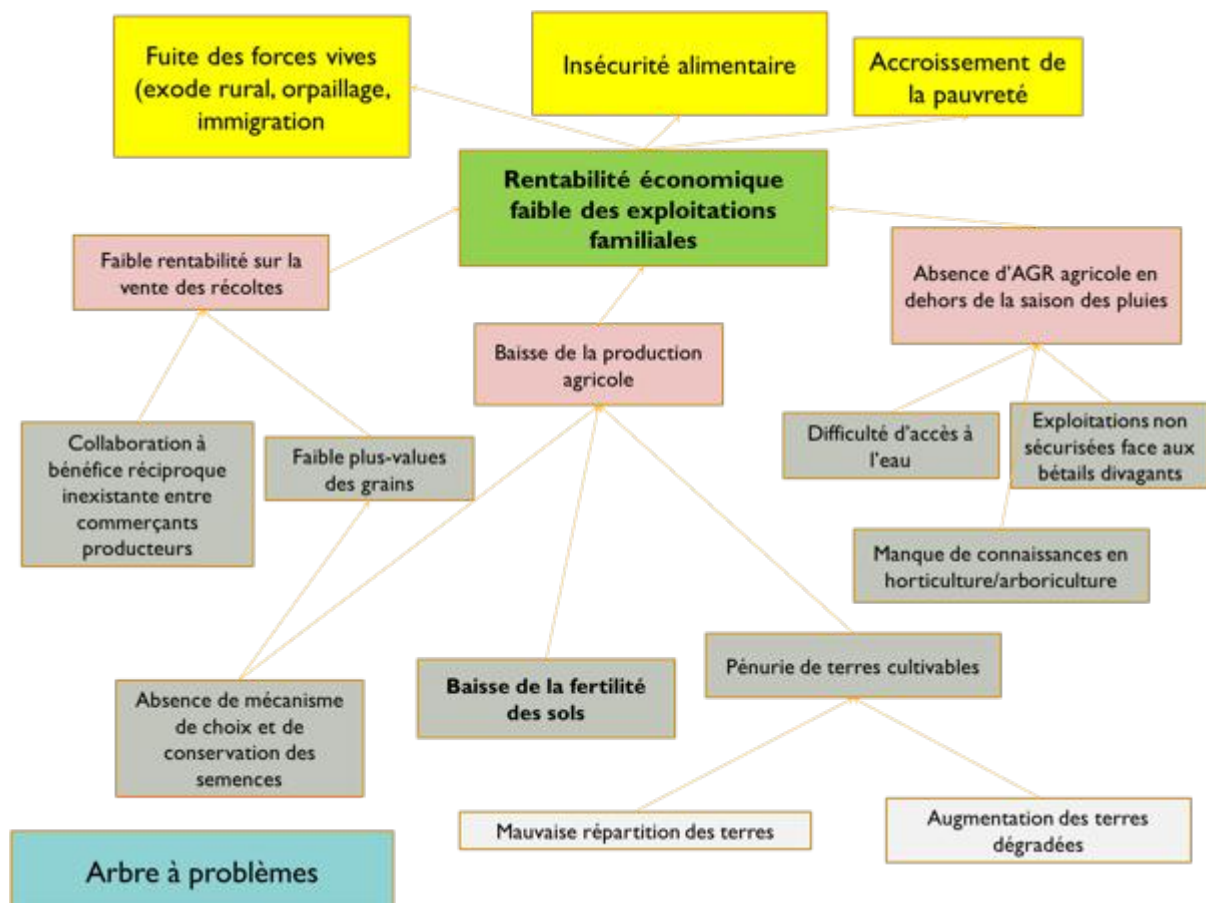 Fuite des forces vives
(exode rural, orpaillage,
immigration
Insécurité alimentaire
Accroissement de
la pauvreté
Rentabilité économique
faible des exploitations
familiales
Faible rentabilité sur la
vente des récoltes
Absence d'AGR agricole en
dehors de la saison des pluies
Baisse de la production
agricole
Collaboration à
bénéfice réciproque
inexistante entre
commerçants
producteurs
Faible plus-values
des grains
Difficulté d'accès à
l'eau
Exploitations non
sécurisées face aux
bétails divagants
Manque de connaissances en
horticulture/arboriculture
Absence de mécanisme
de choix et de
conservation des
semences
Baisse de la fertilité
des sols
Pénurie de terres cultivables
Mauvaise répartition des terres
Augmentation des terres
dégradées
Arbre à problèmes